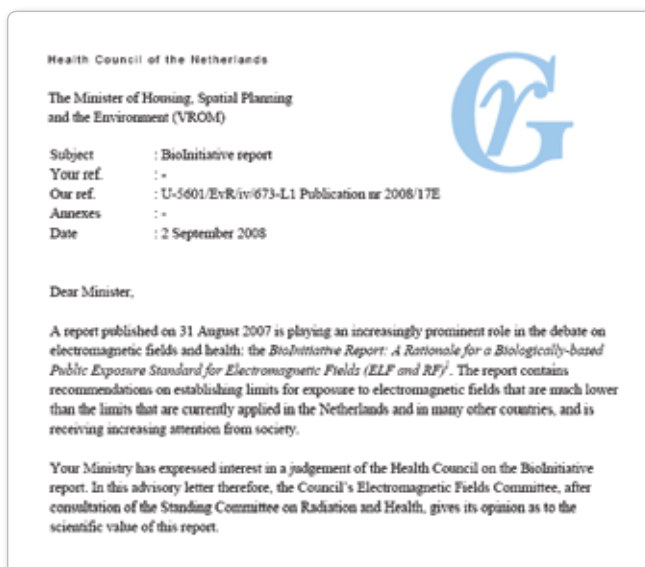 Health Council of the Netherlands
Gr
The Minister of Housing, Spatial Planning
and the Environment (VROM)
Subject : BioInitiative report
Your ref. : -
Our ref. : U-5601/EvR/iv/673-L1 Publication nr 2008/17E
Annexes : -
Date : 2 September 2008
Dear Minister,
A report published on 31 August 2007 is playing an increasingly prominent role in the debate on
electromagnetic fields and health: the BioInitiative Report: A Rationale for a Biologically-based
Public Exposure Standard for Electromagnetic Fields (ELF and RF)¹. The report contains
recommendations on establishing limits for exposure to electromagnetic fields that are much lower
than the limits that are currently applied in the Netherlands and in many other countries, and is
receiving increasing attention from society.
Your Ministry has expressed interest in a judgement of the Health Council on the BioInitiative
report. In this advisory letter therefore, the Council's Electromagnetic Fields Committee, after
consultation of the Standing Committee on Radiation and Health, gives its opinion as to the
scientific value of this report.